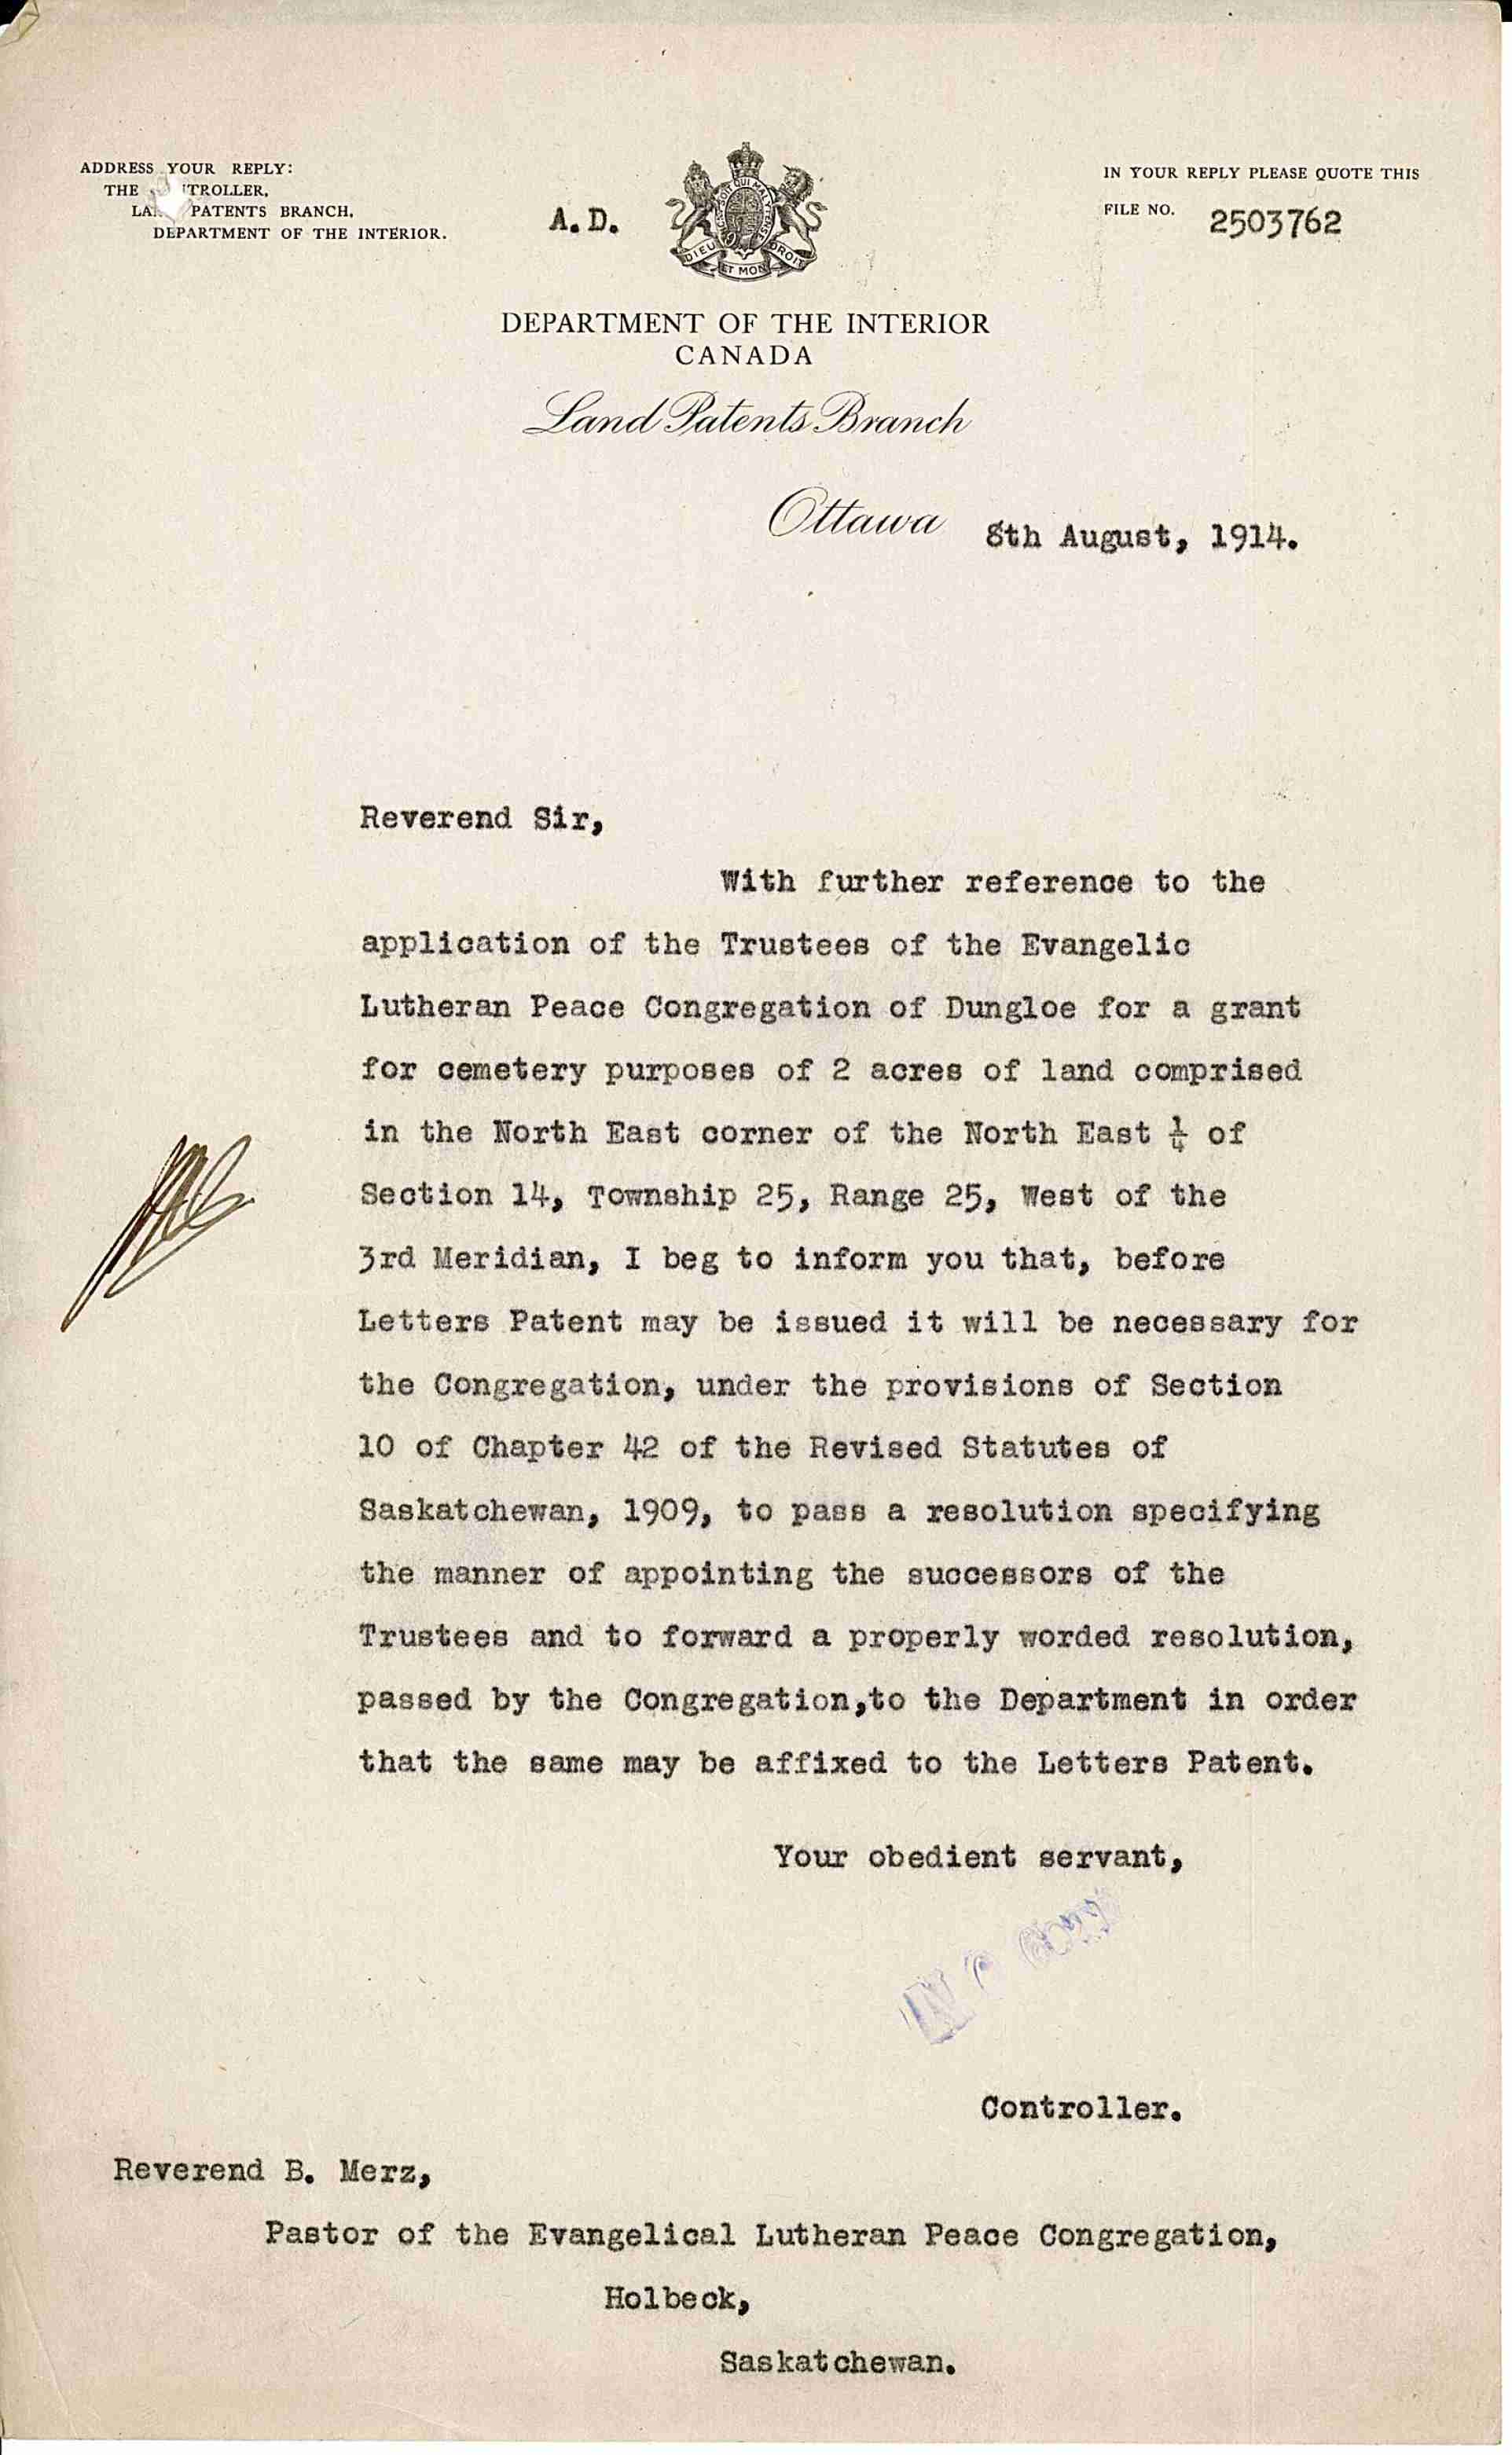 ADDRESS YOUR REPLY:
THE TROLLER,
PATENTS BRANCH,
DEPARTMENT OF THE INTERIOR.
A. D.
DIEU ET MON DROIT
IN YOUR REPLY PLEASE QUOTE THIS
FILE NO. 2503762
DEPARTMENT OF THE INTERIOR
CANADA
Land Patents Branch
Ottawa 8th August, 1914.
Reverend Sir,
With further reference to the
application of the Trustees of the Evangelic
Lutheran Peace Congregation of Dungloe for a grant
for cemetery purposes of 2 acres of land comprised
in the North East corner of the North East ¼ of
Section 14, Township 25, Range 25, West of the
3rd Meridian, I beg to inform you that, before
Letters Patent may be issued it will be necessary for
the Congregation, under the provisions of Section
10 of Chapter 42 of the Revised Statutes of
Saskatchewan, 1909, to pass a resolution specifying
the manner of appointing the successors of the
Trustees and to forward a properly worded resolution,
passed by the Congregation,to the Department in order
that the same may be affixed to the Letters Patent.
Your obedient servant,
Controller.
Reverend B. Merz,
Pastor of the Evangelical Lutheran Peace Congregation,
Holbeck,
Saskatchewan.